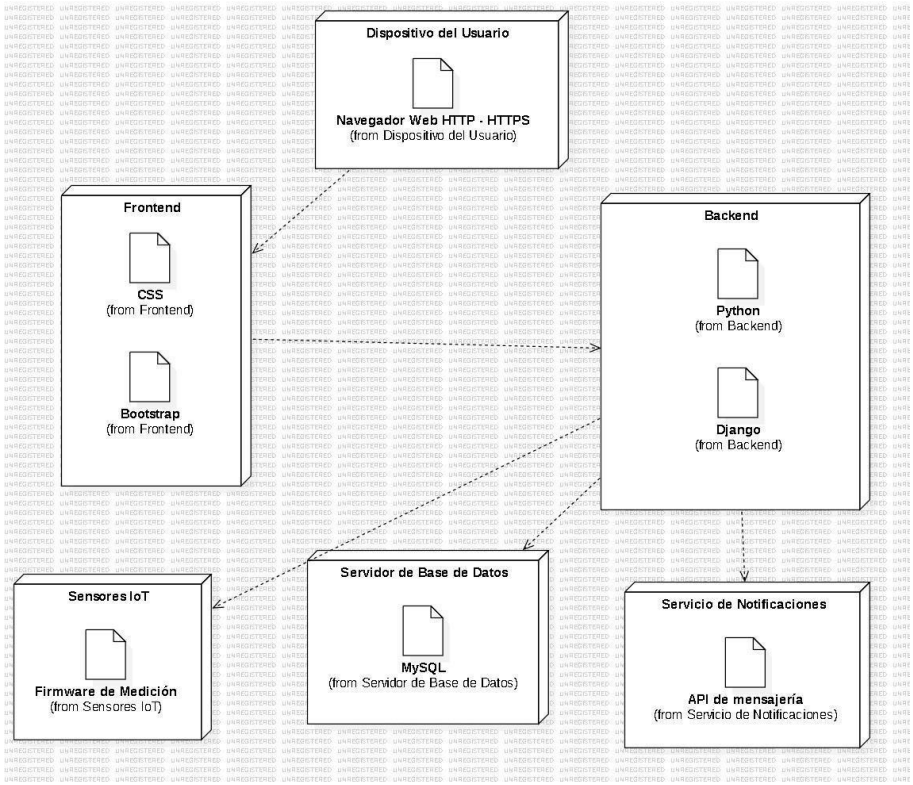 Dispositivo del Usuario
Navegador Web HTTP - HTTPS
(from Dispositivo del Usuario)
Frontend
CSS
(from Frontend)
Bootstrap
(from Frontend)
Backend
Python
(from Backend)
Django
(from Backend)
Sensores IoT
Firmware de Medición
(from Sensores IoT)
Servidor de Base de Datos
MySQL
(from Servidor de Base de Datos)
Servicio de Notificaciones
API de mensajería
(from Servicio de Notificaciones)
UNREGISTERED